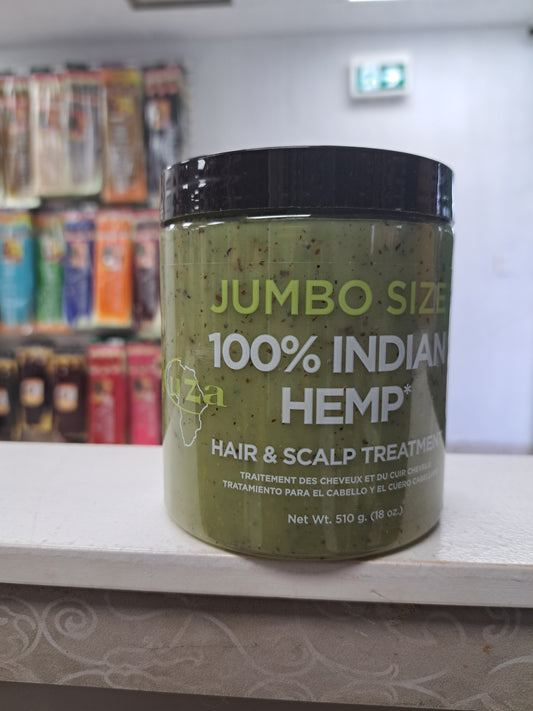 JUMBO SIZE
100% INDIAN
HEMP*
uza
HAIR & SCALP TREATMENT
TRAITEMENT DES CHEVEUX ET DU CUIR CHEVELU
TRATAMIENTO PARA EL CABELLO Y EL CUERO CABELLUDO
Net Wt. 510 g. (18 oz.)